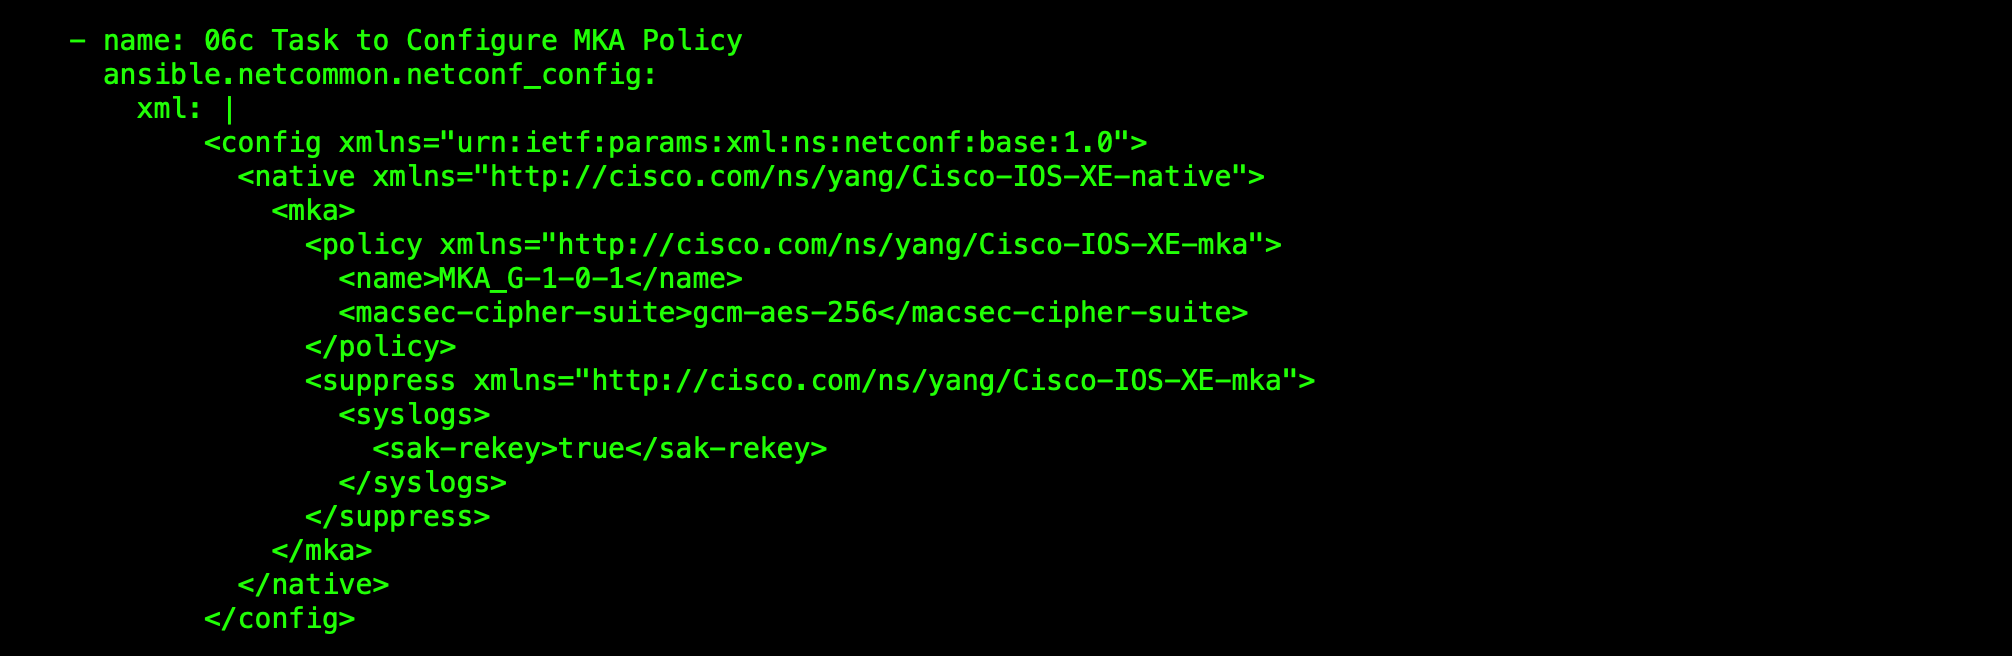 - name: 06c Task to Configure MKA Policy
  ansible.netcommon.netconf_config:
    xml: |
        <config xmlns="urn:ietf:params:xml:ns:netconf:base:1.0">
          <native xmlns="http://cisco.com/ns/yang/Cisco-IOS-XE-native">
            <mka>
              <policy xmlns="http://cisco.com/ns/yang/Cisco-IOS-XE-mka">
                <name>MKA_G-1-0-1</name>
                <macsec-cipher-suite>gcm-aes-256</macsec-cipher-suite>
              </policy>
              <suppress xmlns="http://cisco.com/ns/yang/Cisco-IOS-XE-mka">
                <syslogs>
                  <sak-rekey>true</sak-rekey>
                </syslogs>
              </suppress>
            </mka>
          </native>
        </config>